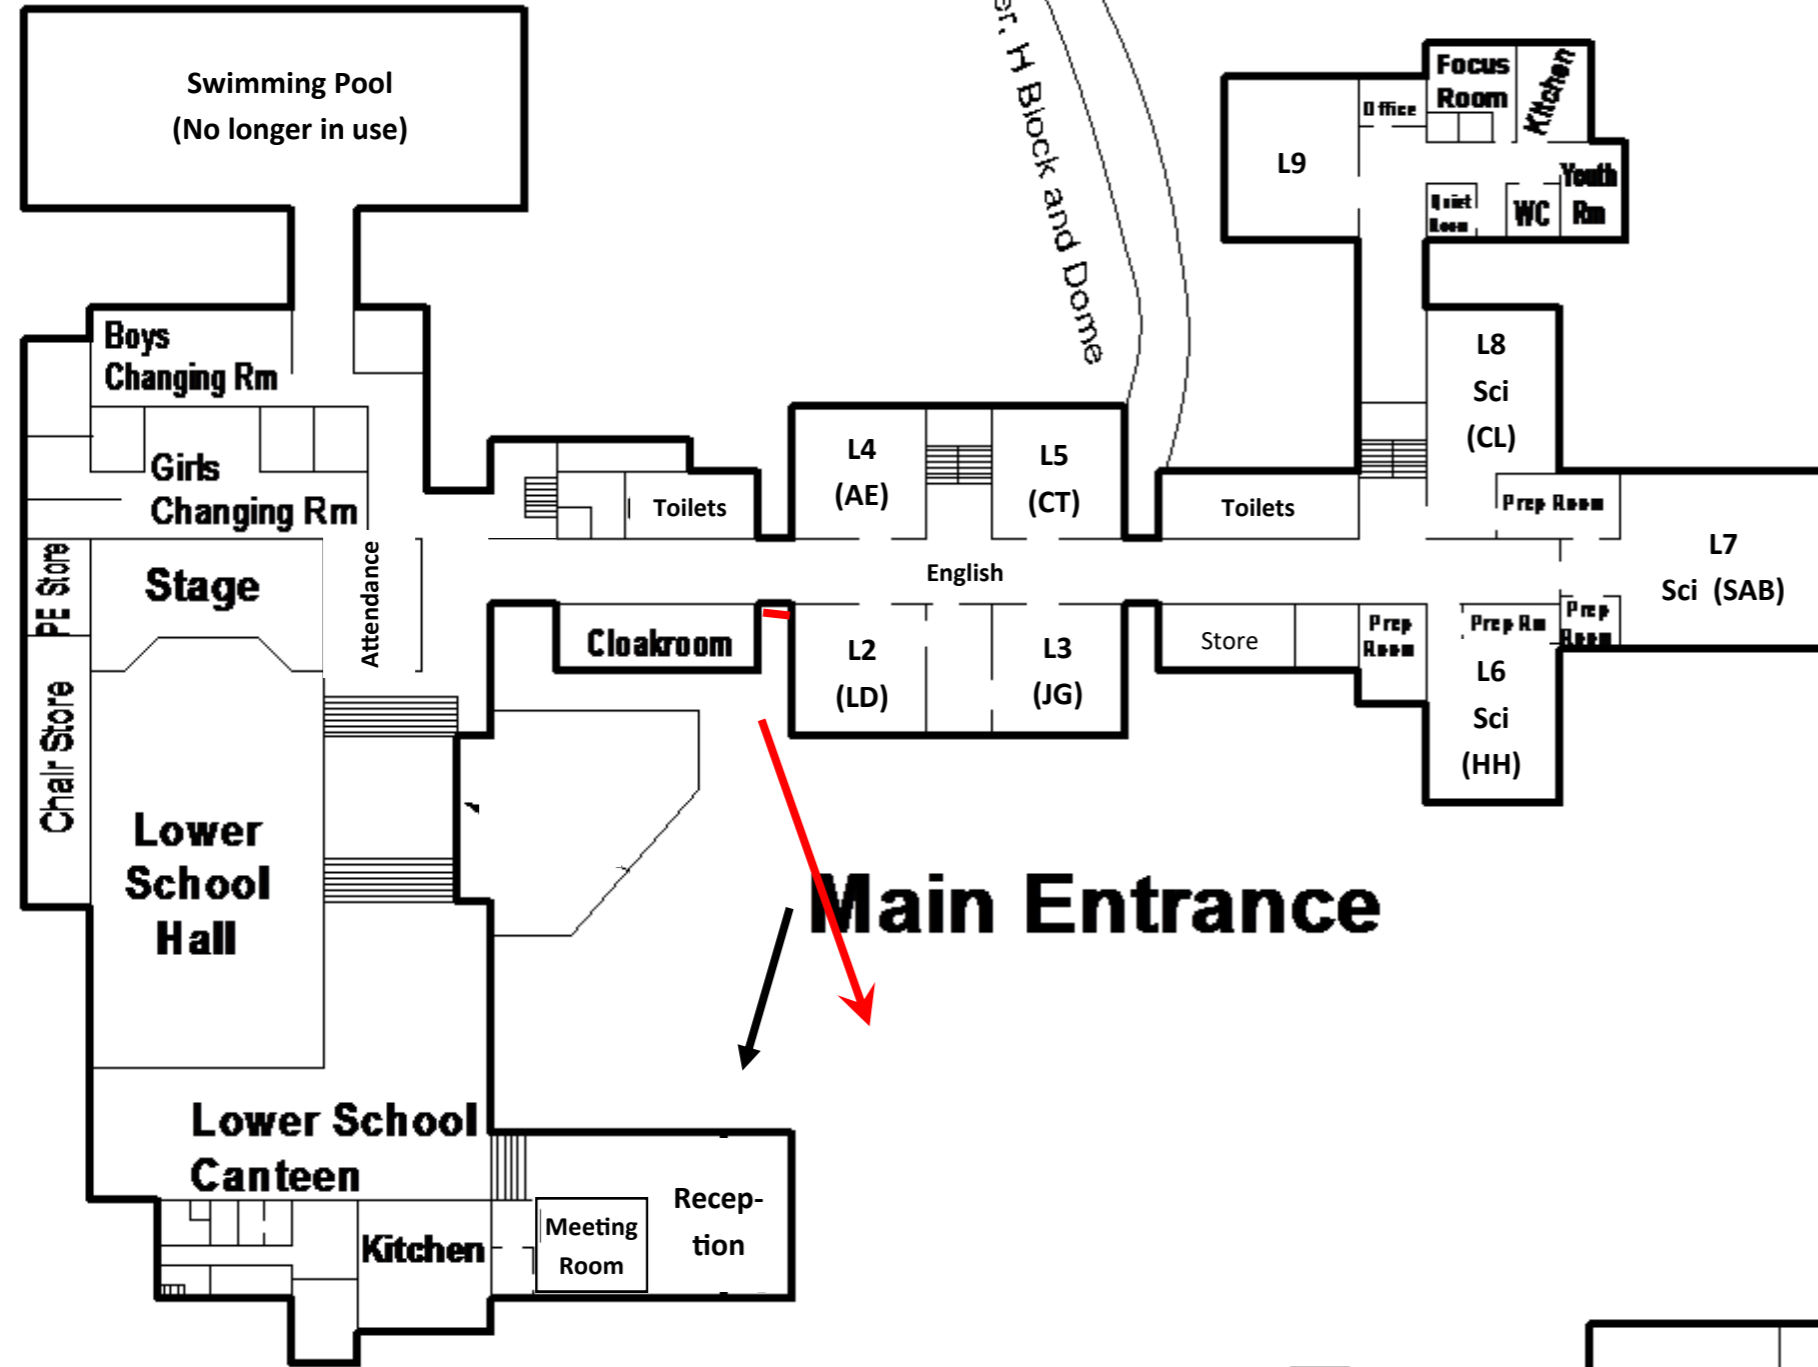 Swimming Pool
(No longer in use)
er, H Block and Dome
Focus
Room
Kitchen
Office
L9
Youth
Rm
Quiet
Room
WC
Boys
Changing Rm
Girls
Changing Rm
L8
Sci
(CL)
L4
(AE)
L5
(CT)
Toilets
Toilets
Prep Room
PE Store
Stage
Attendance
English
L7
Sci (SAB)
Cloakroom
L2
(LD)
L3
(JG)
Store
Prep
Room
Prep Rm
Prep
Room
L6
Sci
(HH)
Chair Store
Lower
School
Hall
Main Entrance
Lower School
Canteen
Kitchen
Meeting
Room
Recep-
tion